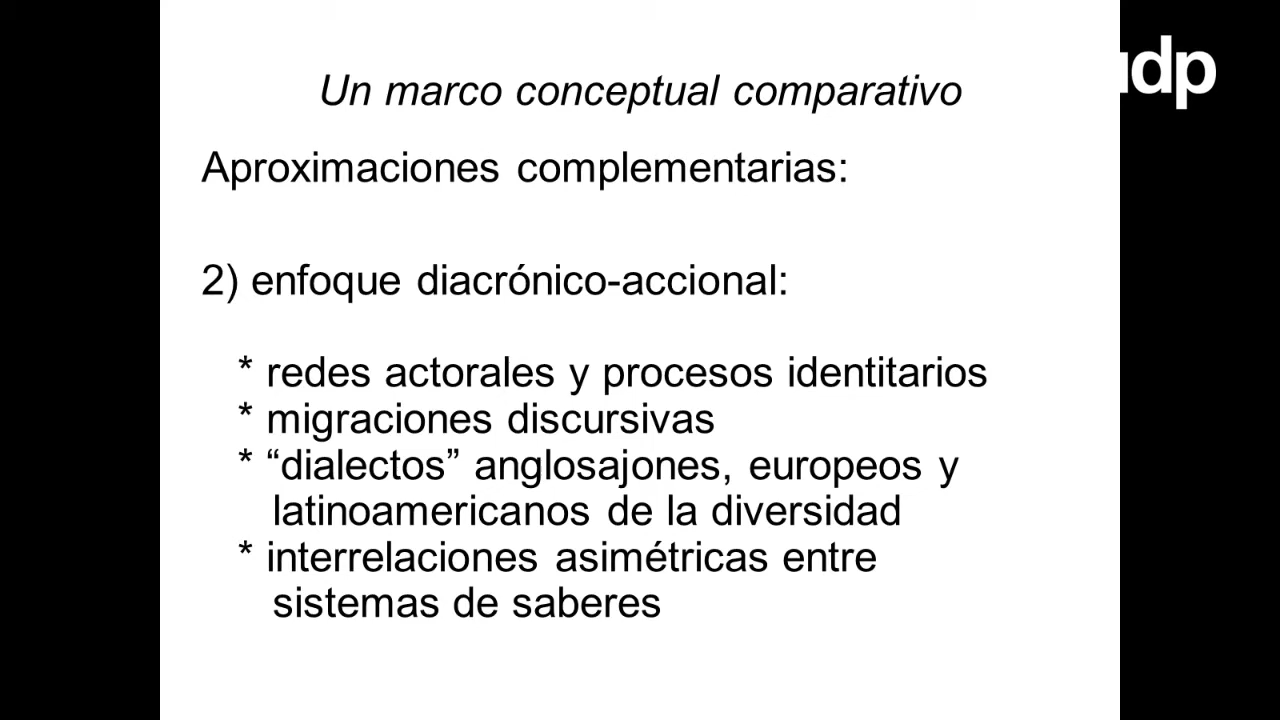 udp
Un marco conceptual comparativo
Aproximaciones complementarias:
2) enfoque diacrónico-accional:
* redes actorales y procesos identitarios
* migraciones discursivas
* “dialectos” anglosajones, europeos y
latinoamericanos de la diversidad
* interrelaciones asimétricas entre
sistemas de saberes